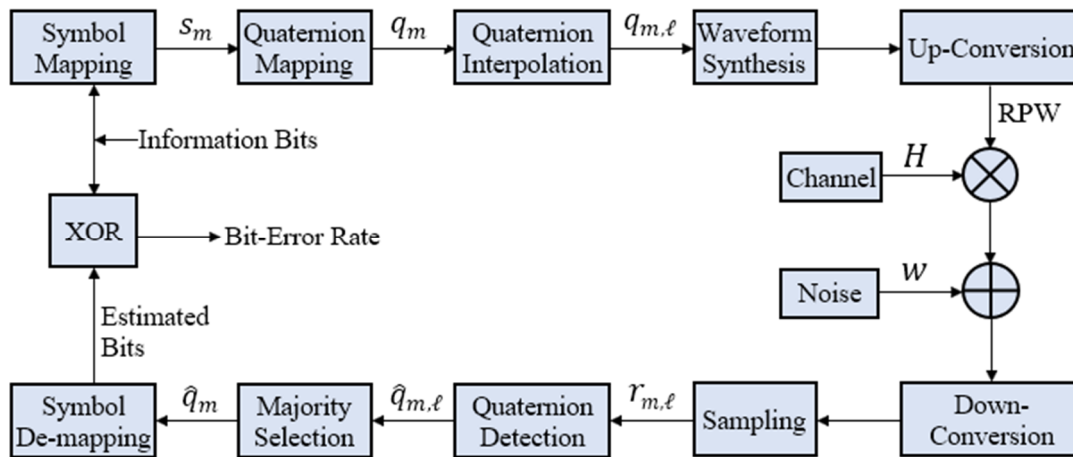 Symbol
Mapping
s_m
Quaternion
Mapping
q_m
Quaternion
Interpolation
q_{m,ℓ}
Waveform
Synthesis
Up-Conversion
RPW
Information Bits
Channel
H
XOR
Bit-Error Rate
Noise
w
Estimated
Bits
Symbol
De-mapping
q̂_m
Majority
Selection
q̂_{m,ℓ}
Quaternion
Detection
r_{m,ℓ}
Sampling
Down-
Conversion